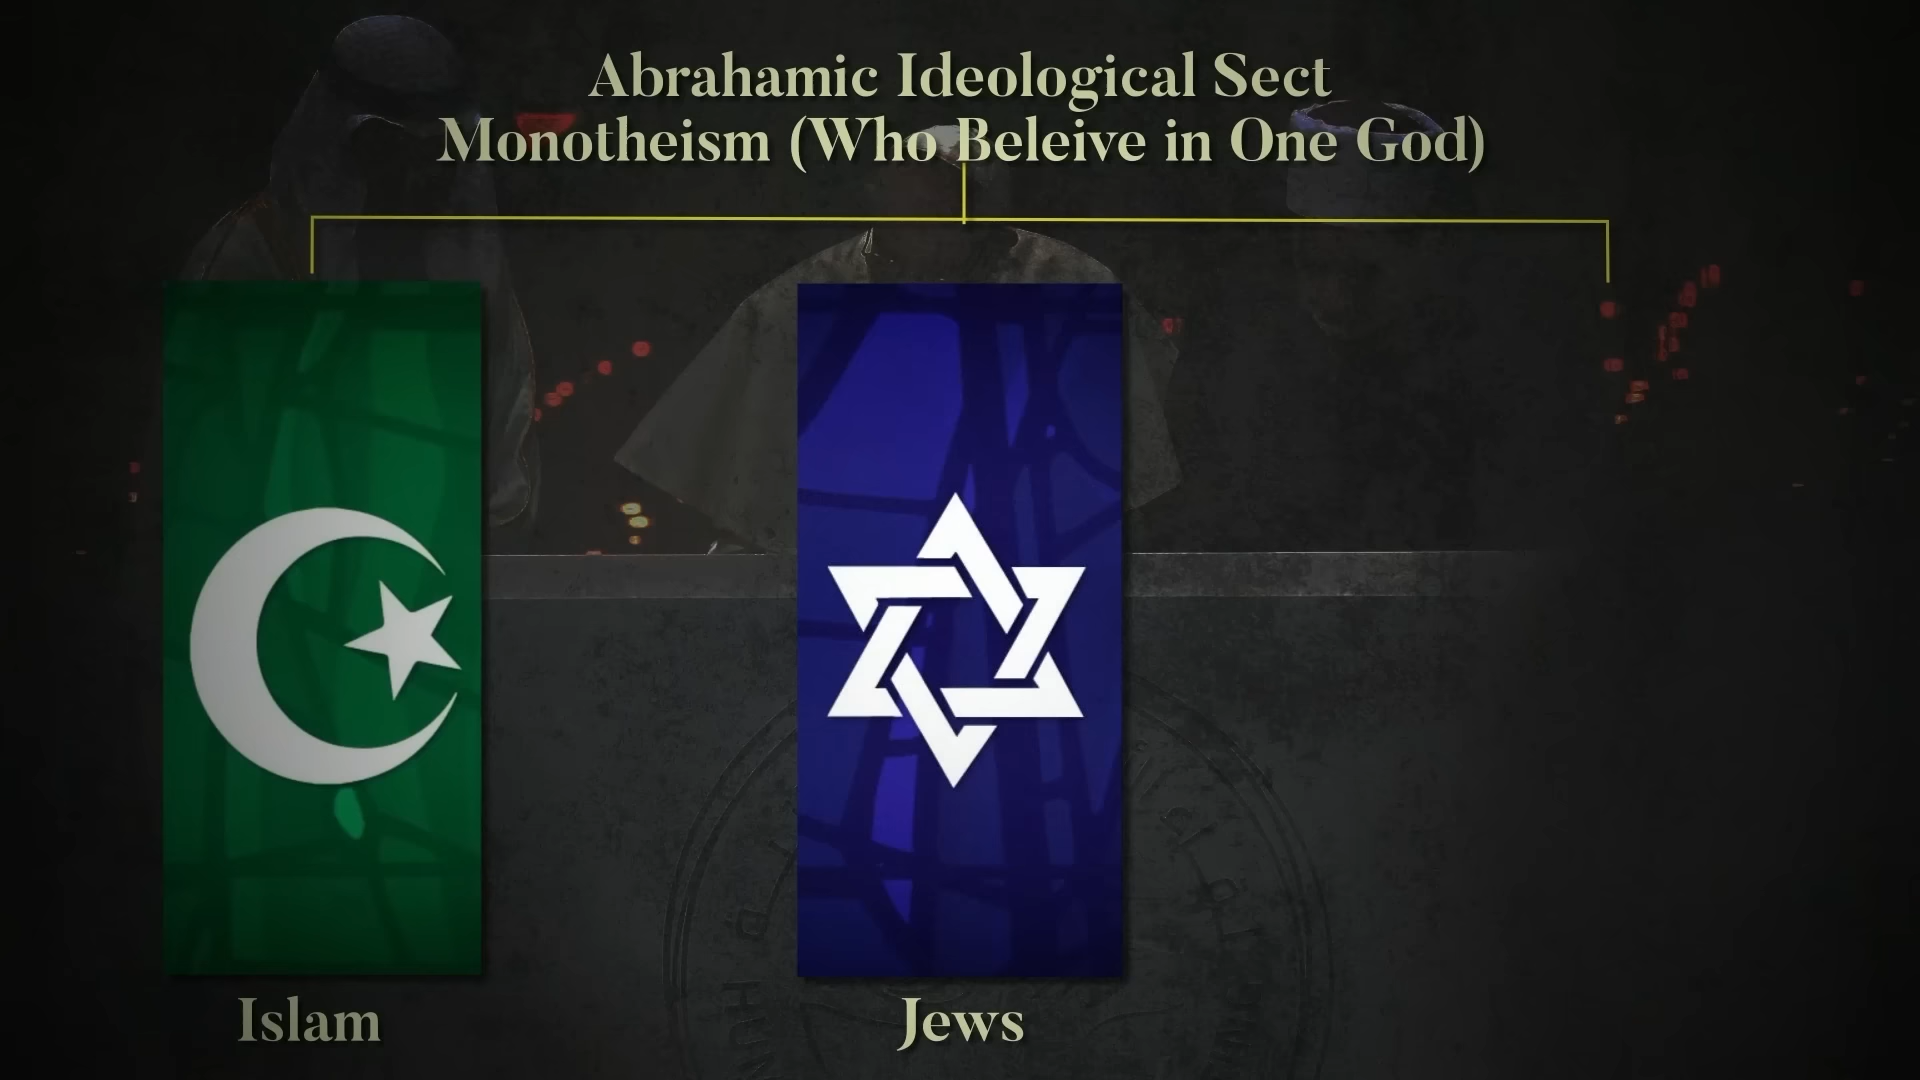 Abrahamic Ideological Sect
Monotheism (Who Beleive in One God)
Islam
Jews